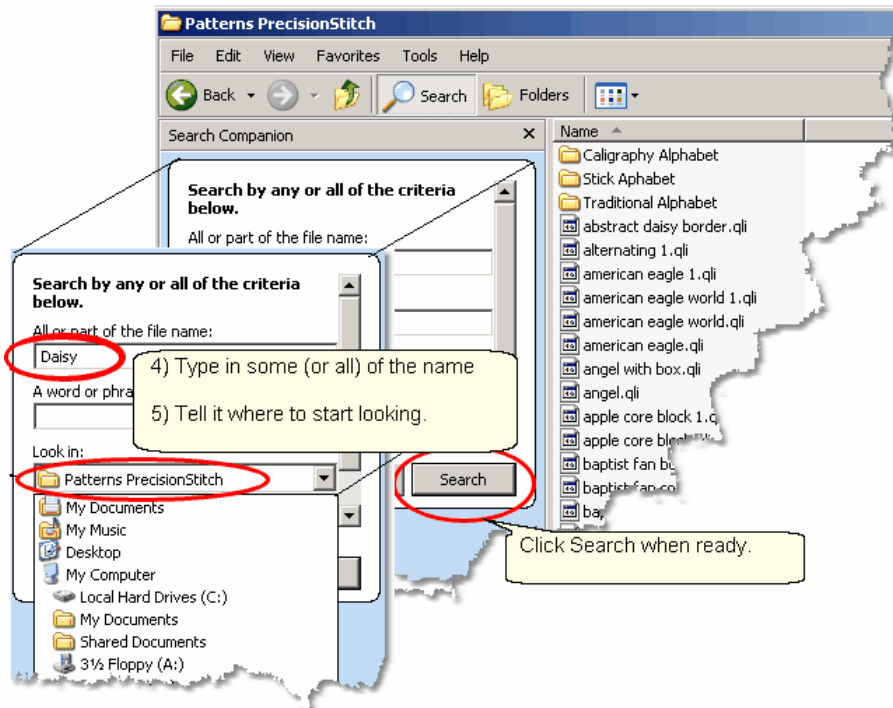 Patterns PrecisionStitch
File Edit View Favorites Tools Help
Back Search Folders
Search Companion
Search by any or all of the criteria
below.
All or part of the file name:
Search
Name
Caligraphy Alphabet
Stick Aphabet
Traditional Alphabet
abstract daisy border.qli
alternating 1.qli
american eagle 1.qli
american eagle world 1.qli
american eagle world.qli
american eagle.qli
angel with box.qli
angel.qli
apple core block 1.q
apple core
baptist fan
baptist fan
Search by any or all of the criteria
below.
All or part of the file name:
Daisy
A word or phra
Look in:
Patterns PrecisionStitch
My Documents
My Music
Desktop
My Computer
Local Hard Drives (C:)
My Documents
Shared Documents
3½ Floppy (A:)
4) Type in some (or all) of the name
5) Tell it where to start looking.
Click Search when ready.